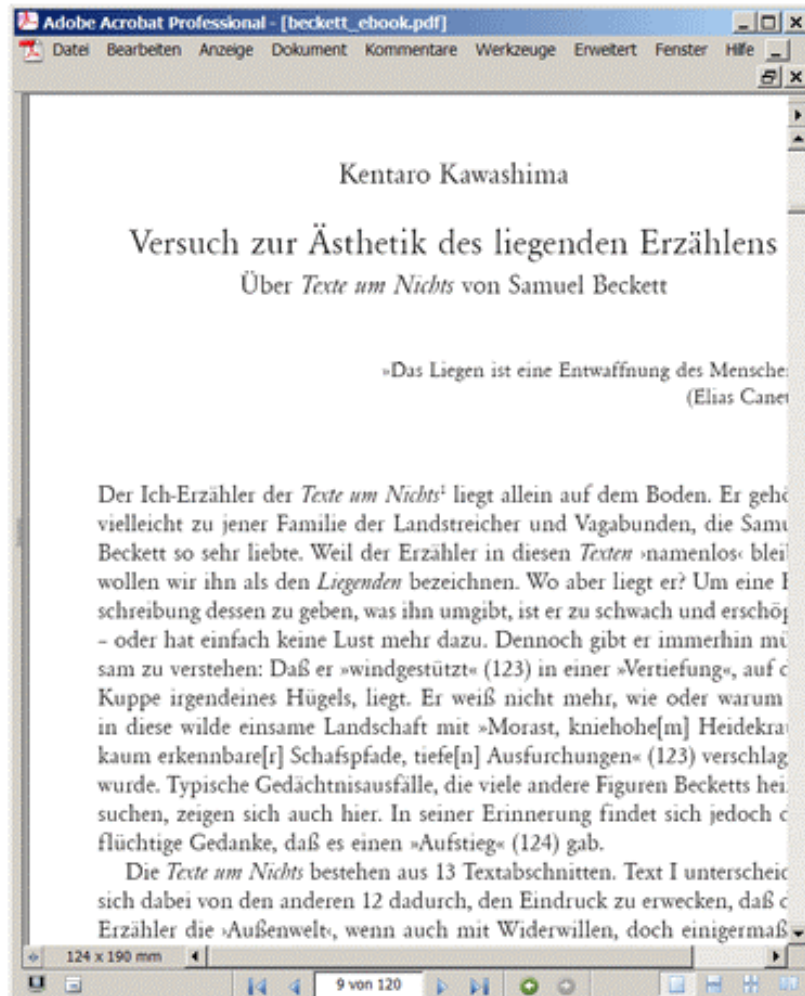 Adobe Acrobat Professional - [beckett_ebook.pdf]
Datei Bearbeiten Anzeige Dokument Kommentare Werkzeuge Erweitert Fenster Hilfe
Kentaro Kawashima
Versuch zur Ästhetik des liegenden Erzählens
Über Texte um Nichts von Samuel Beckett
»Das Liegen ist eine Entwaffnung des Mensche
(Elias Canet
Der Ich-Erzähler der Texte um Nichts¹ liegt allein auf dem Boden. Er gehö
vielleicht zu jener Familie der Landstreicher und Vagabunden, die Samu
Beckett so sehr liebte. Weil der Erzähler in diesen Texten ›namenlos‹ bleib
wollen wir ihn als den Liegenden bezeichnen. Wo aber liegt er? Um eine B
schreibung dessen zu geben, was ihn umgibt, ist er zu schwach und erschöp
– oder hat einfach keine Lust mehr dazu. Dennoch gibt er immerhin mü
sam zu verstehen: Daß er »windgestützt« (123) in einer »Vertiefung«, auf d
Kuppe irgendeines Hügels, liegt. Er weiß nicht mehr, wie oder warum
in diese wilde einsame Landschaft mit »Morast, kniehohe[m] Heidekrau
kaum erkennbare[r] Schafspfade, tiefe[n] Ausfurchungen« (123) verschlag
wurde. Typische Gedächtnisausfälle, die viele andere Figuren Becketts hei
suchen, zeigen sich auch hier. In seiner Erinnerung findet sich jedoch d
flüchtige Gedanke, daß es einen »Aufstieg« (124) gab.
Die Texte um Nichts bestehen aus 13 Textabschnitten. Text I unterscheid
sich dabei von den anderen 12 dadurch, den Eindruck zu erwecken, daß d
Erzähler die ›Außenwelt‹, wenn auch mit Widerwillen, doch einigermaß
124 x 190 mm
9 von 120